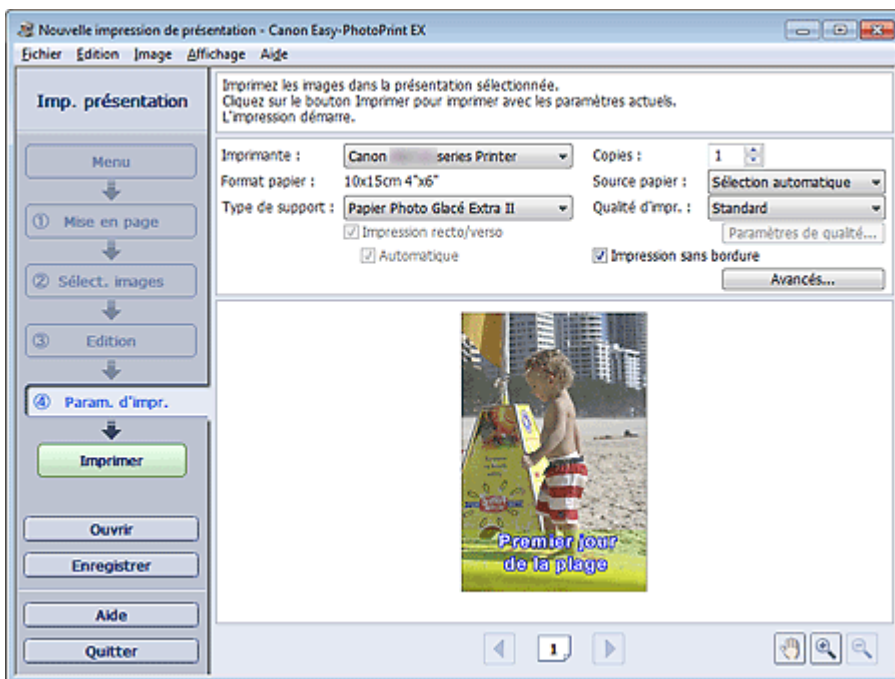 Nouvelle impression de présentation - Canon Easy-PhotoPrint EX
Fichier Edition Image Affichage Aide
Imp. présentation
Menu
① Mise en page
② Sélect. images
③ Edition
④ Param. d'impr.
Imprimer
Ouvrir
Enregistrer
Aide
Quitter
Imprimez les images dans la présentation sélectionnée.
Cliquez sur le bouton Imprimer pour imprimer avec les paramètres actuels.
L'impression démarre.
Imprimante : Canon series Printer Copies : 1
Format papier : 10x15cm 4"x6" Source papier : Sélection automatique
Type de support : Papier Photo Glacé Extra II Qualité d'impr. : Standard
Impression recto/verso Paramètres de qualité...
Automatique Impression sans bordure
Avancés...
Premier jour
de la plage
1